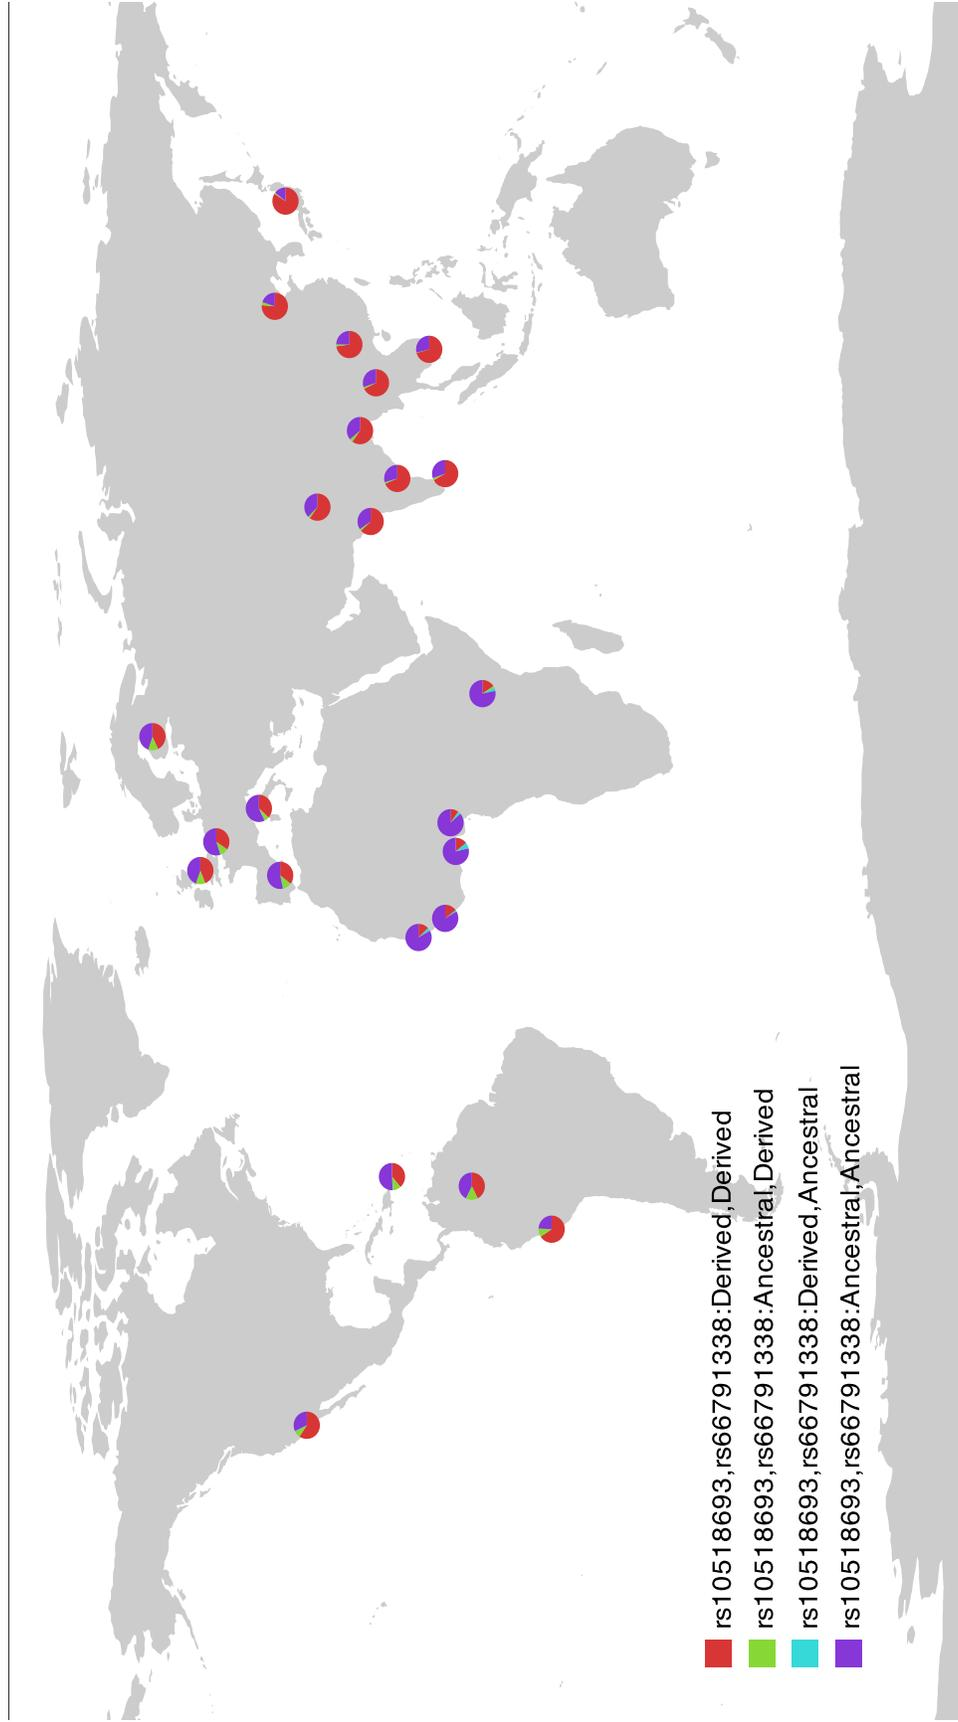 rs10518693,rs66791338:Derived,Derived
rs10518693,rs66791338:Ancestral,Derived
rs10518693,rs66791338:Derived,Ancestral
rs10518693,rs66791338:Ancestral,Ancestral